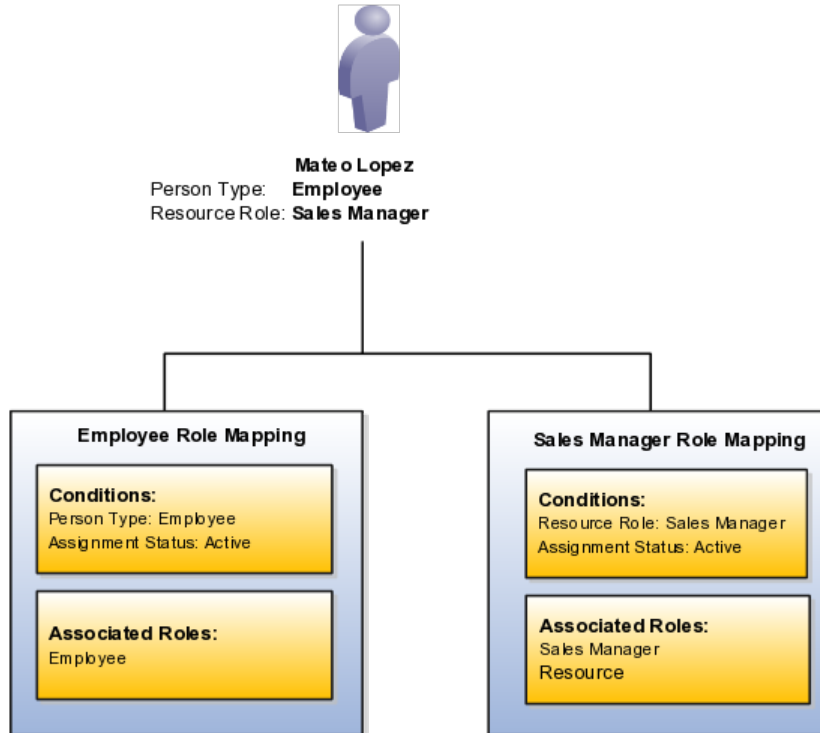 Mateo Lopez
Person Type: Employee
Resource Role: Sales Manager
Employee Role Mapping
Conditions:
Person Type: Employee
Assignment Status: Active
Associated Roles:
Employee
Sales Manager Role Mapping
Conditions:
Resource Role: Sales Manager
Assignment Status: Active
Associated Roles:
Sales Manager
Resource